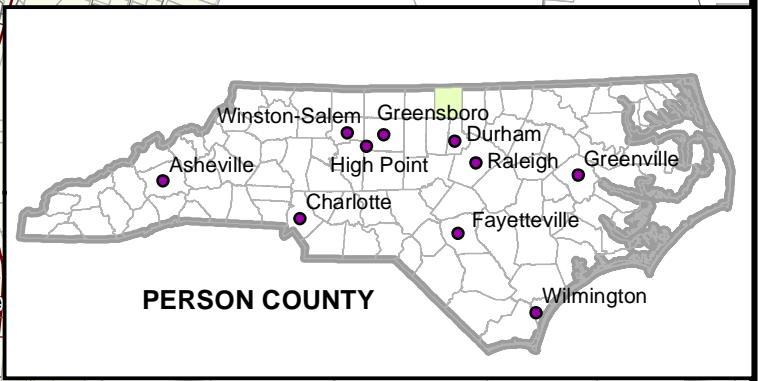 Winston-Salem
Greensboro
Durham
High Point
Raleigh
Greenville
Asheville
Charlotte
Fayetteville
PERSON COUNTY
Wilmington